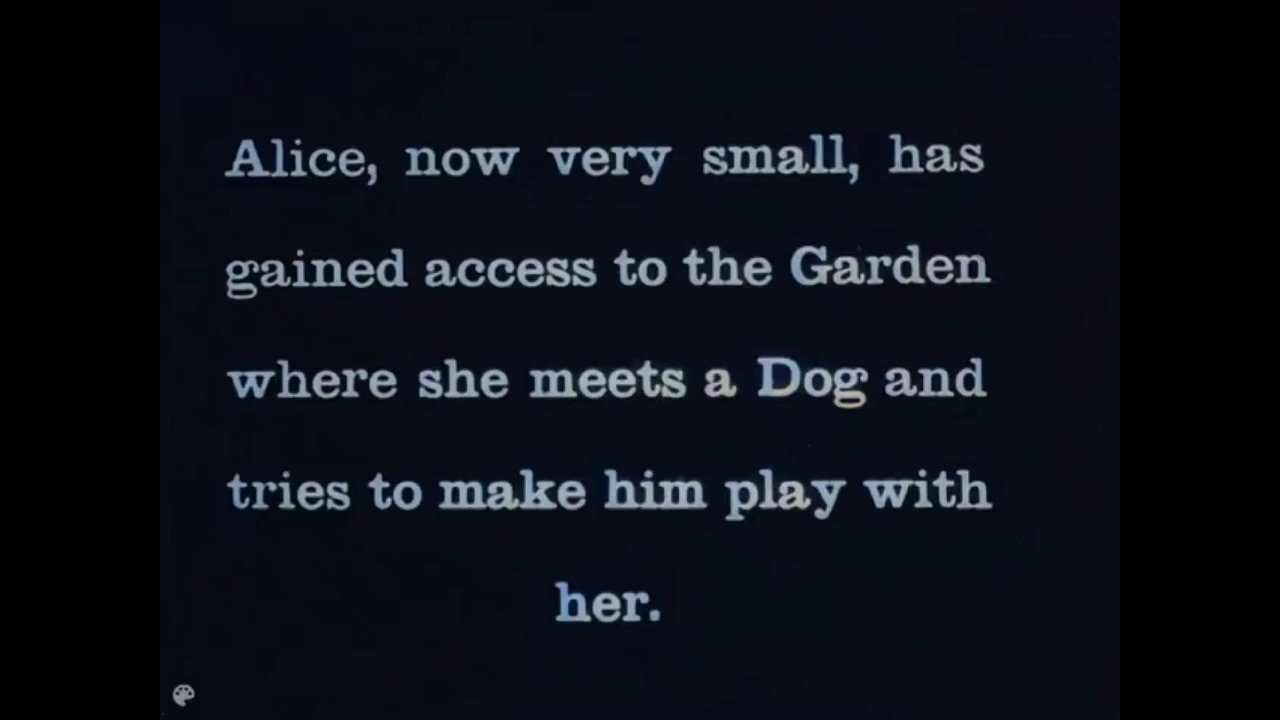 Alice, now very small, has
gained access to the Garden
where she meets a Dog and
tries to make him play with
her.